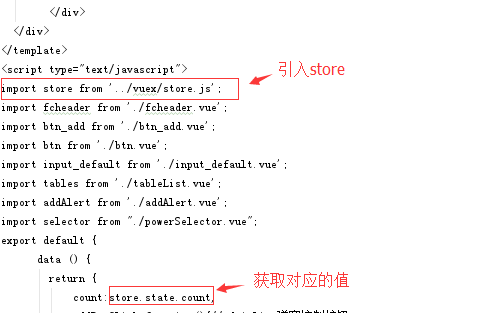 </div>
</div>
</template>
<script type="text/javascript">
引入store
import store from '../vuex/store.js';
import fcheader from './fcheader.vue';
import btn_add from './btn_add.vue';
import btn from './btn.vue';
import input_default from './input_default.vue';
import tables from './tableList.vue';
import addAlert from './addAlert.vue';
import selector from "./powerSelector.vue";
export default {
data () {
return {
获取对应的值
count:store.state.count,